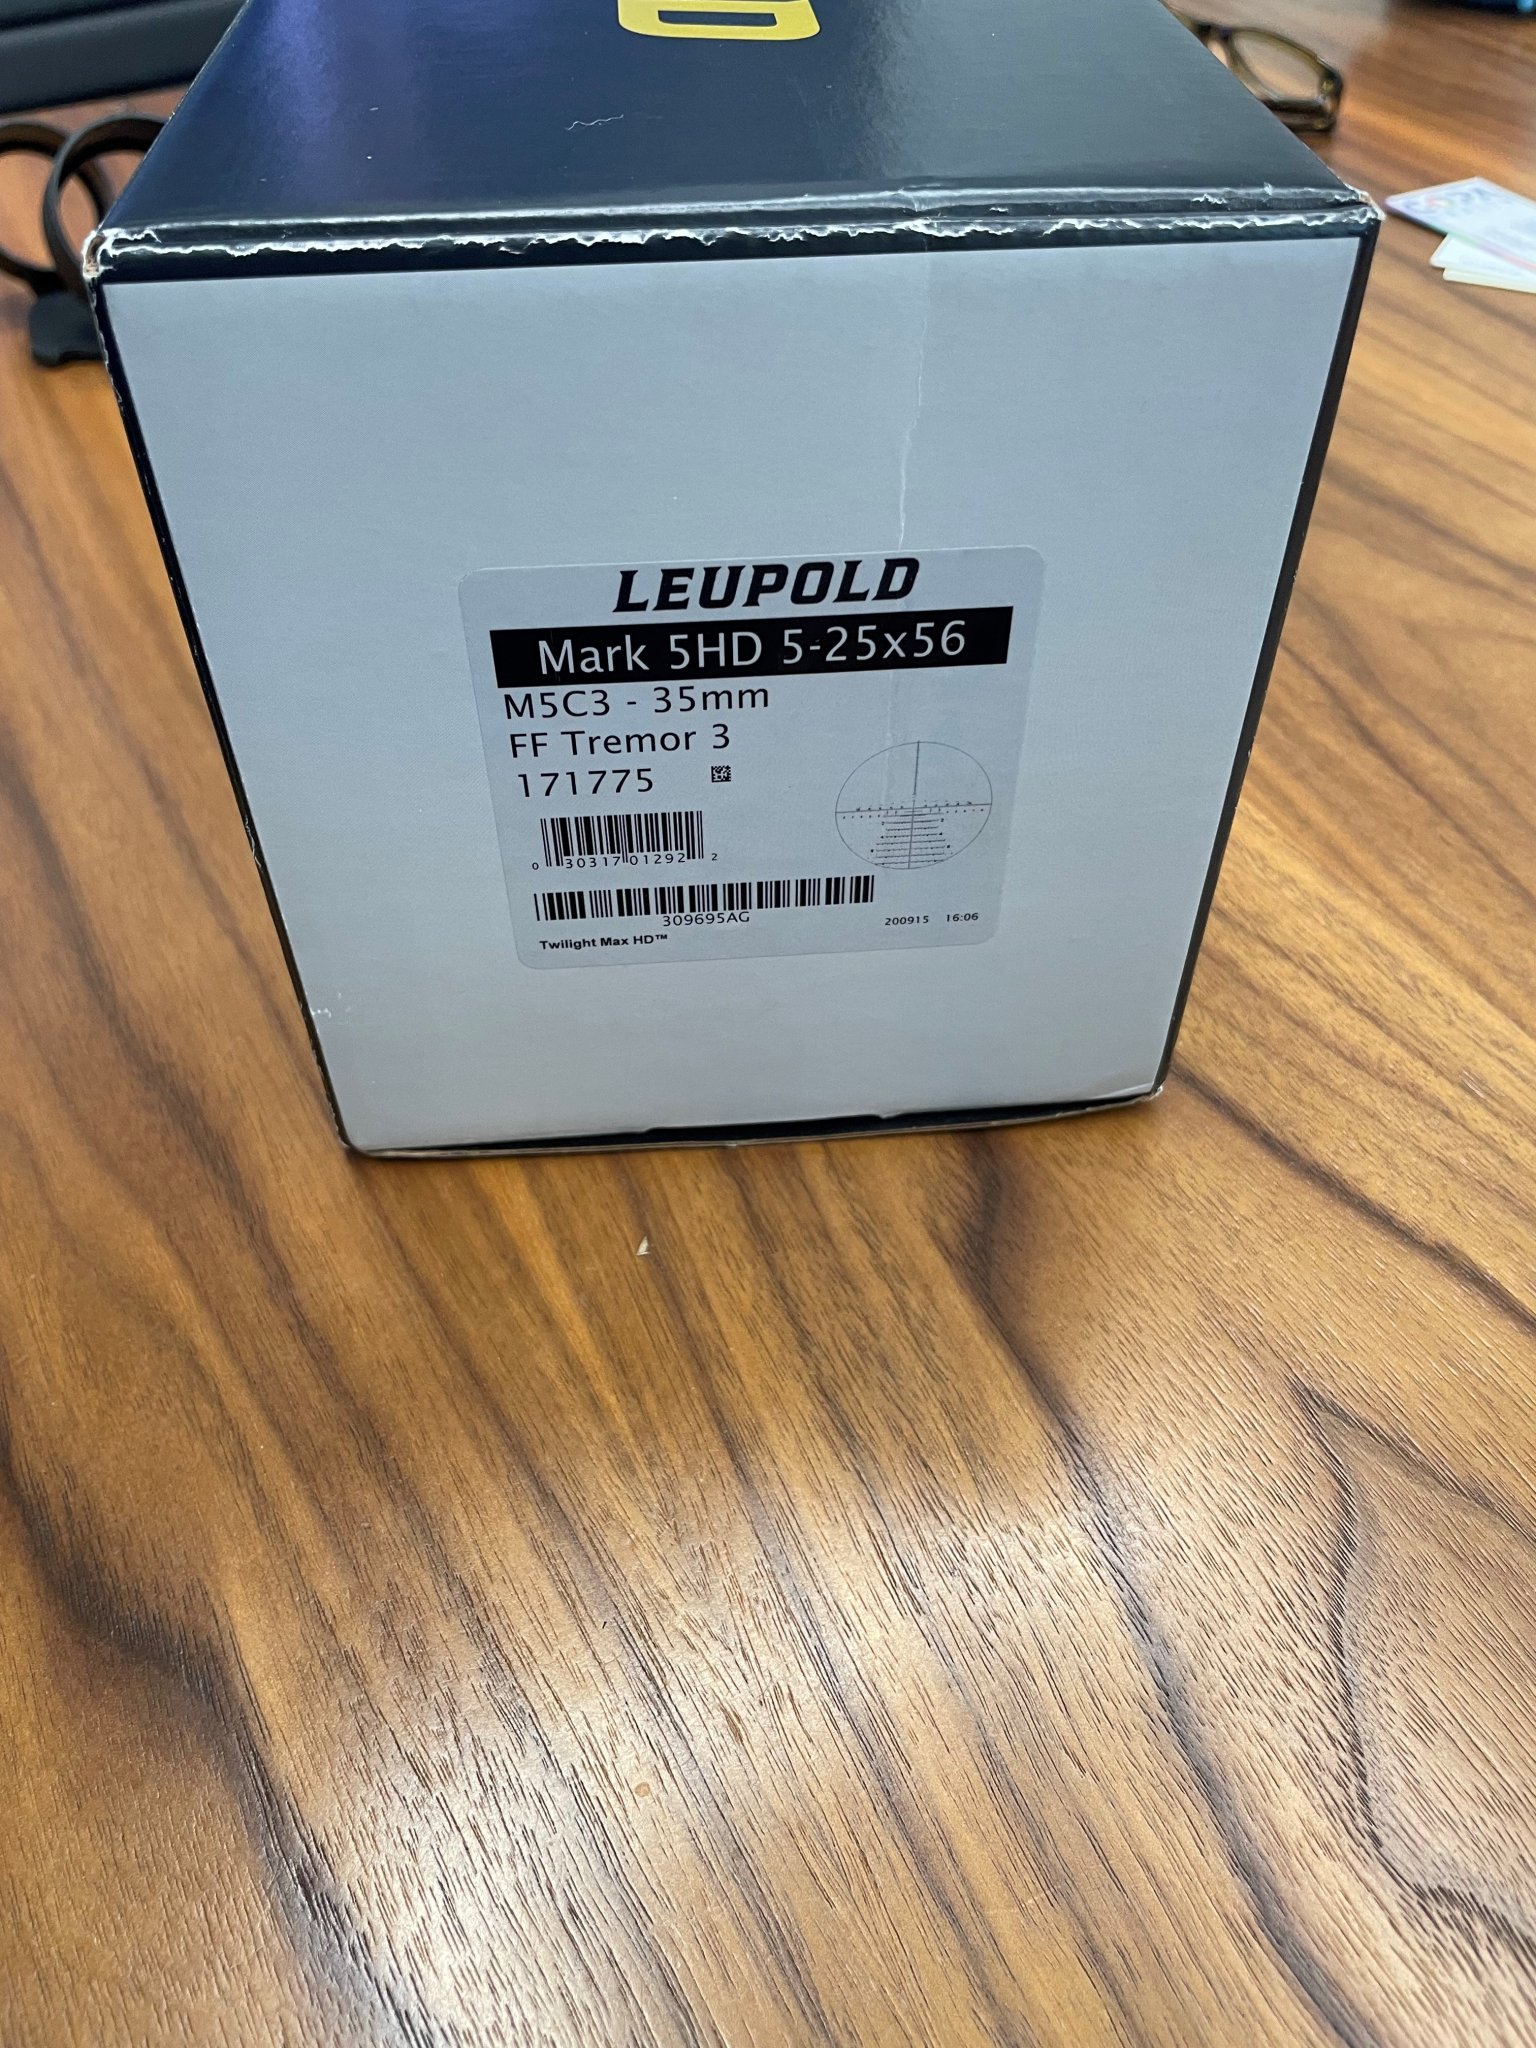 LEUPOLD
Mark 5HD 5-25x56
M5C3 - 35mm
FF Tremor 3
171775
0 30317 01292 2
309695AG
200915 16:06
Twilight Max HD™